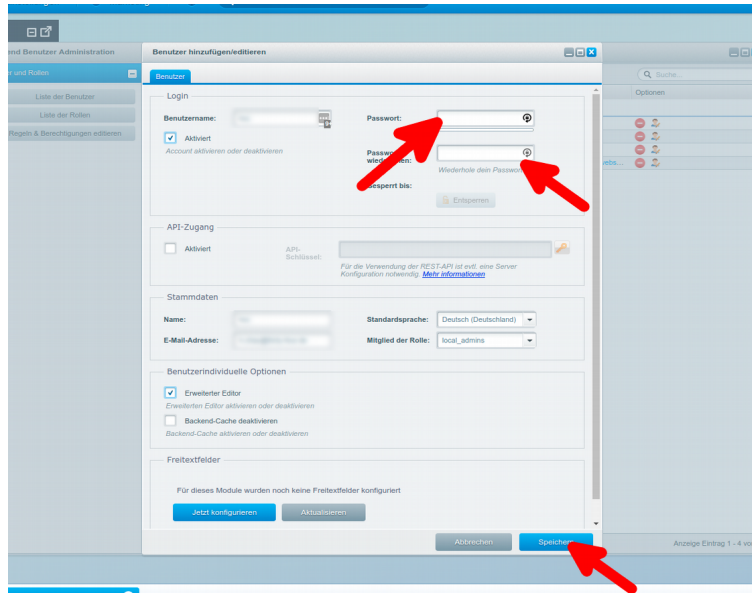 Benutzer Administration
Benutzer hinzufügen/editieren
und Rollen
Benutzer
Suche...
Liste der Benutzer
Optionen
Liste der Rollen
Regeln & Berechtigungen editieren
Login
Benutzername:
Passwort:
Aktiviert
Account aktivieren oder deaktivieren
Wiederhole dein Passwort
bis:
Entsperren
API-Zugang
Aktiviert
API-
Schlüssel:
Für die Verwendung der REST-API ist evtl. eine Server
Konfiguration notwendig. Mehr informationen
Stammdaten
Name:
Standardsprache:
Deutsch (Deutschland)
E-Mail-Adresse:
Mitglied der Rolle:
local_admins
Benutzerindividuelle Optionen
Erweiterter Editor
Erweiterten Editor aktivieren oder deaktivieren
Backend-Cache deaktivieren
Backend-Cache aktivieren oder deaktivieren
Freitextfelder
Für dieses Module wurden noch keine Freitextfelder konfiguriert
Jetzt konfigurieren
Aktualisieren
Abbrechen
Speichern
Anzeige Eintrag 1 - 4